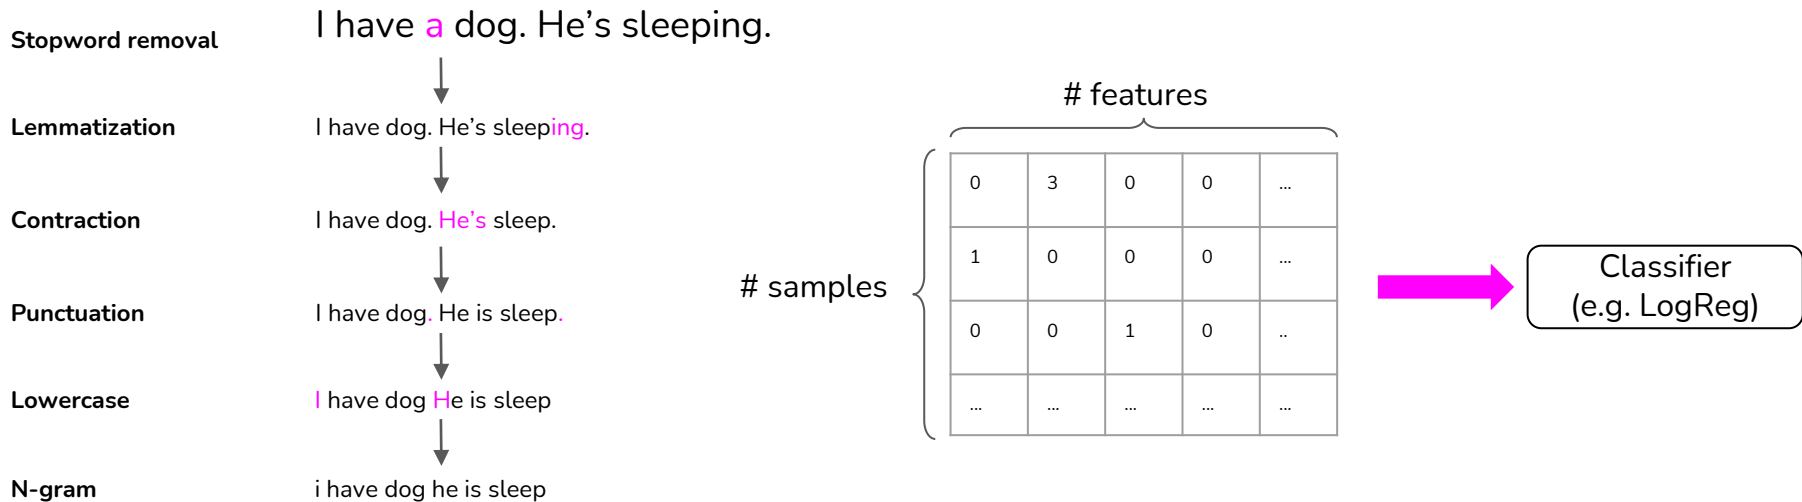 Stopword removal
I have a dog. He’s sleeping.
Lemmatization
I have dog. He’s sleeping.
Contraction
I have dog. He’s sleep.
Punctuation
I have dog. He is sleep.
Lowercase
I have dog He is sleep
N-gram
i have dog he is sleep
# features
# samples
0 3 0 0 ...
1 0 0 0 ...
0 0 1 0 ..
... ... ... ... ...
Classifier
(e.g. LogReg)